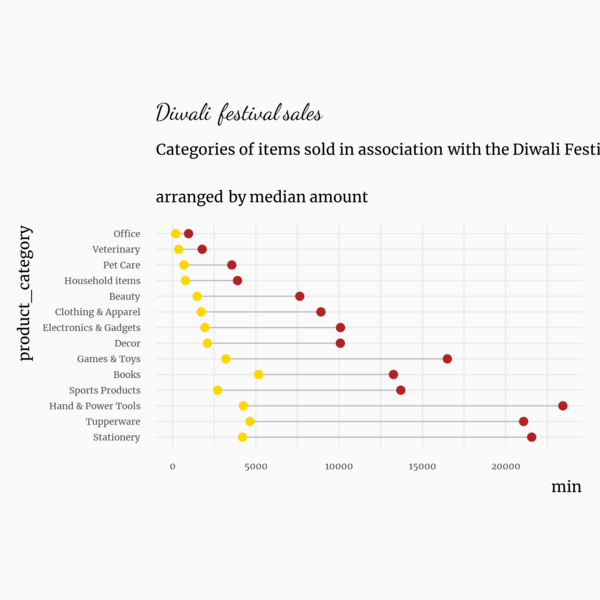 Diwali festival sales
Categories of items sold in association with the Diwali Festi
arranged by median amount
product_category
Office
Veterinary
Pet Care
Household items
Beauty
Clothing & Apparel
Electronics & Gadgets
Decor
Games & Toys
Books
Sports Products
Hand & Power Tools
Tupperware
Stationery
0 5000 10000 15000 20000
min